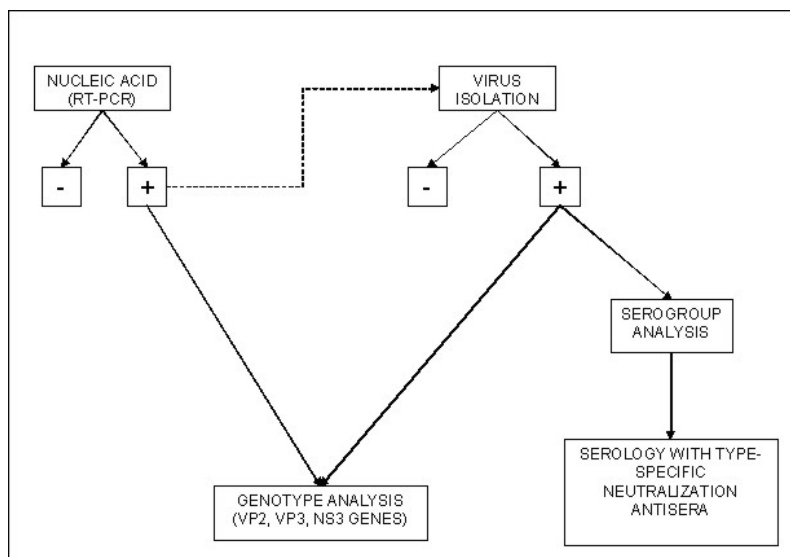 NUCLEIC ACID
(RT-PCR)
VIRUS
ISOLATION
-
+
-
+
SEROGROUP
ANALYSIS
SEROLOGY WITH TYPE-
SPECIFIC
NEUTRALIZATION
ANTISERA
GENOTYPE ANALYSIS
(VP2, VP3, NS3 GENES)